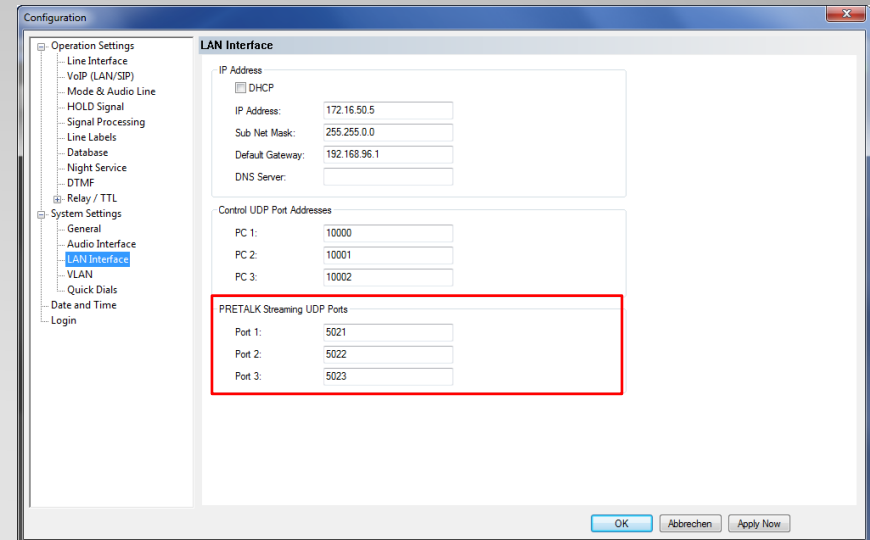 Configuration
Operation Settings
Line Interface
VoIP (LAN/SIP)
Mode & Audio Line
HOLD Signal
Signal Processing
Line Labels
Database
Night Service
DTMF
Relay / TTL
System Settings
General
Audio Interface
LAN Interface
VLAN
Quick Dials
Date and Time
Login
LAN Interface
IP Address
DHCP
IP Address: 172.16.50.5
Sub Net Mask: 255.255.0.0
Default Gateway: 192.168.96.1
DNS Server:
Control UDP Port Addresses
PC 1: 10000
PC 2: 10001
PC 3: 10002
PRETALK Streaming UDP Ports
Port 1: 5021
Port 2: 5022
Port 3: 5023
OK Abbrechen Apply Now